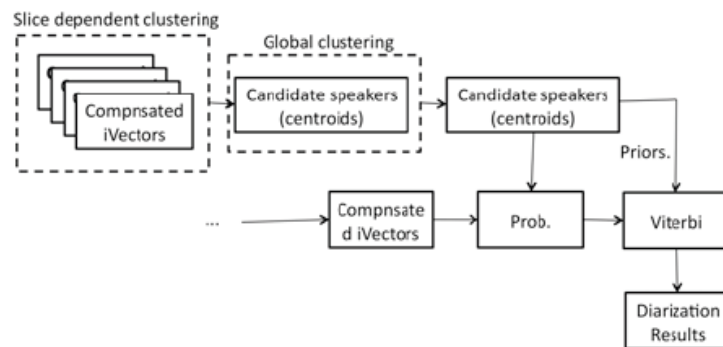 Slice dependent clustering
Global clustering
Compnsated
iVectors
Candidate speakers
(centroids)
Candidate speakers
(centroids)
Priors.
...
Compnsate
d iVectors
Prob.
Viterbi
Diarization
Results